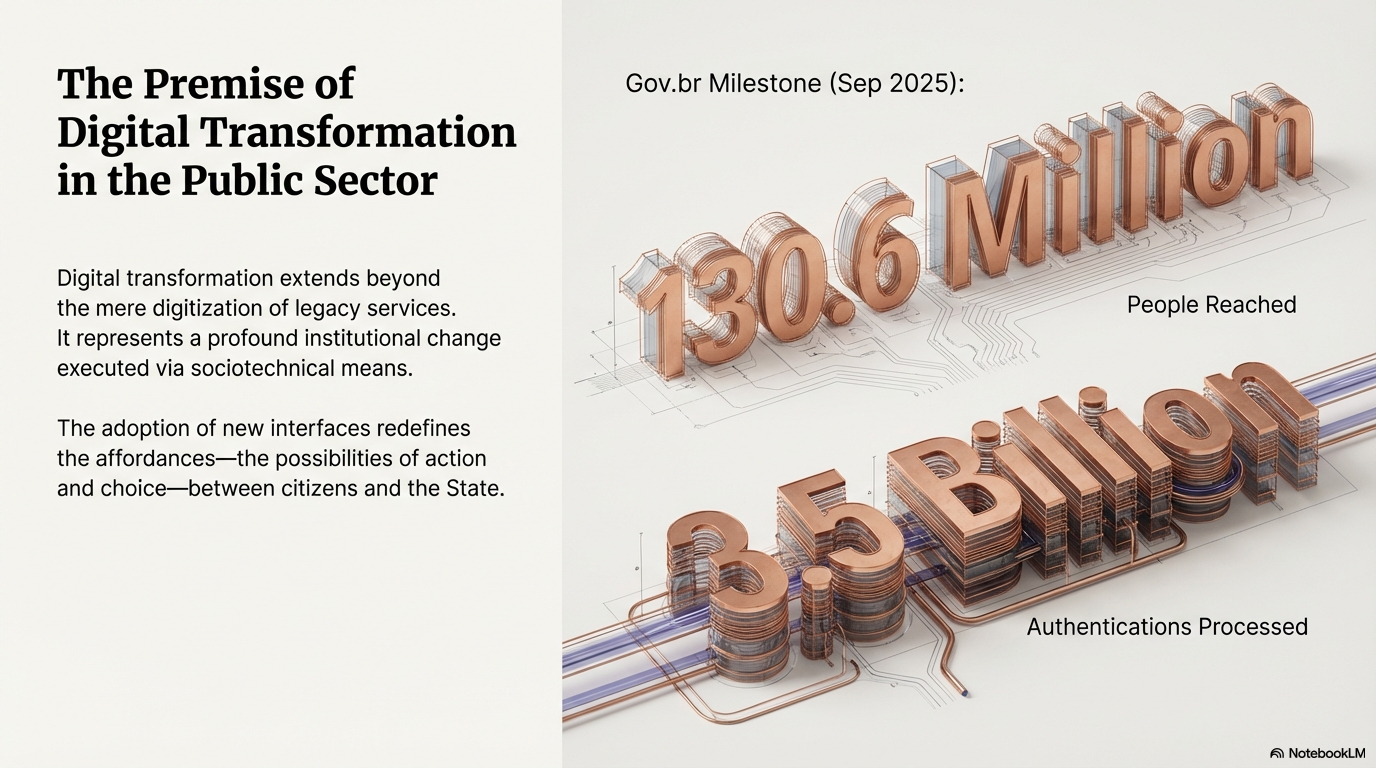 The Premise of
Digital Transformation
in the Public Sector
Digital transformation extends beyond
the mere digitization of legacy services.
It represents a profound institutional change
executed via sociotechnical means.
The adoption of new interfaces redefines
the affordances—the possibilities of action
and choice—between citizens and the State.
Gov.br Milestone (Sep 2025):
130.6 Million
People Reached
3.5 Billion
Authentications Processed
NotebookLM